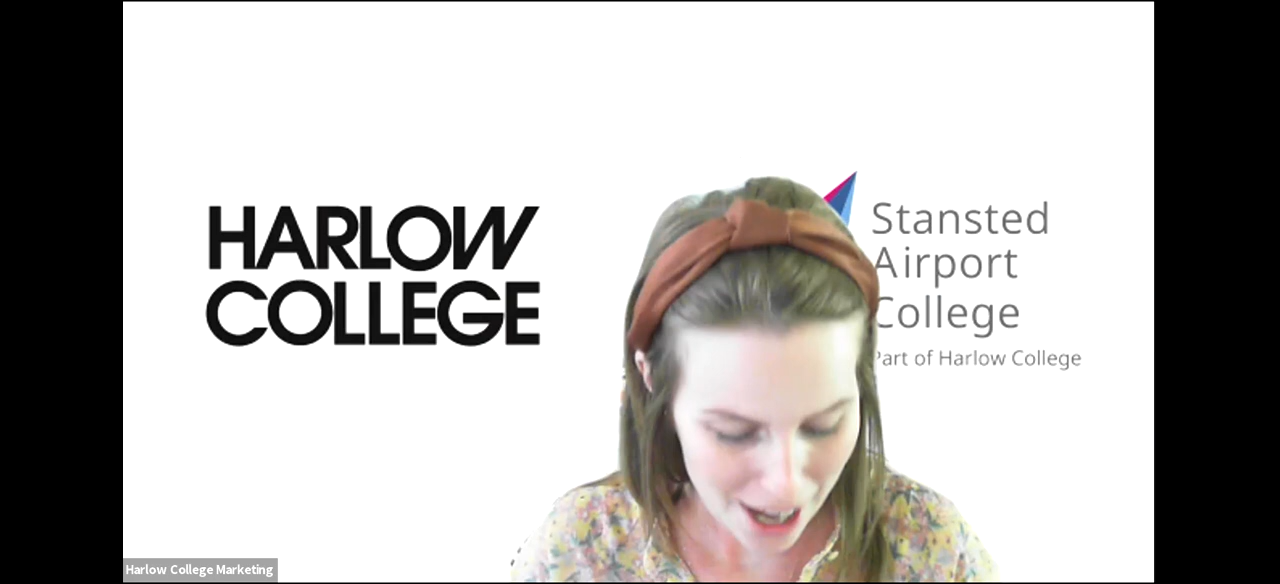 HARLOW
COLLEGE
Stansted
Airport
College
Part of Harlow College
Harlow College Marketing